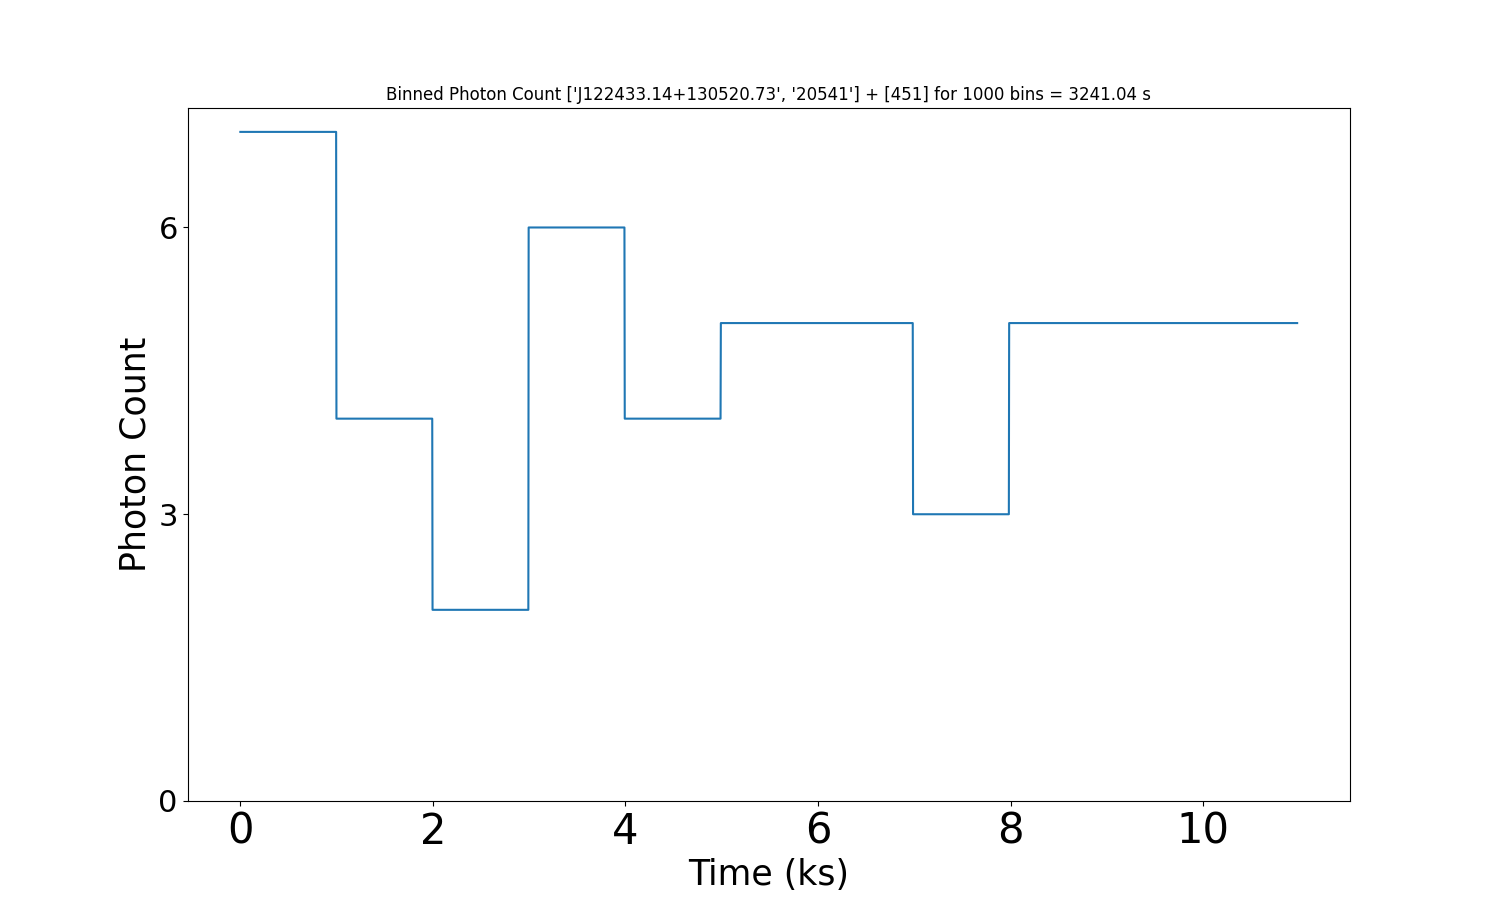 Binned Photon Count ['J122433.14+130520.73', '20541'] + [451] for 1000 bins = 3241.04 s
Photon Count
6
3
0
0 2 4 6 8 10
Time (ks)